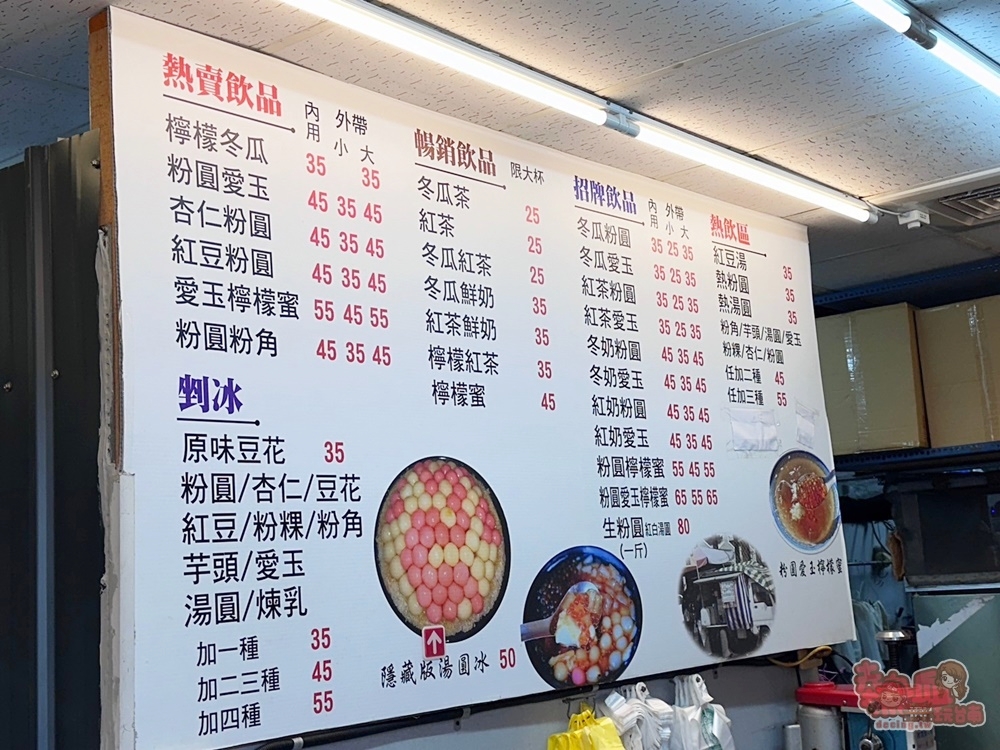 熱賣飲品 內用 外帶 小 大
檸檬冬瓜 35 35
粉圓愛玉 45 35 45
杏仁粉圓 45 35 45
紅豆粉圓 45 35 45
愛玉檸檬蜜 55 45 55
粉圓粉角 45 35 45
剉冰
原味豆花 35
粉圓/杏仁/豆花
紅豆/粉粿/粉角
芋頭/愛玉
湯圓/煉乳
加一種 35
加二三種 45
加四種 55
暢銷飲品 限大杯
冬瓜茶 25
紅茶 25
冬瓜紅茶 25
冬瓜鮮奶 35
紅茶鮮奶 35
檸檬紅茶 35
檸檬蜜 45
隱藏版湯圓冰 50
招牌飲品 內用 外帶 小 大
冬瓜粉圓 35 25 35
冬瓜愛玉 35 25 35
紅茶粉圓 35 25 35
紅茶愛玉 35 25 35
冬奶粉圓 45 35 45
冬奶愛玉 45 35 45
紅奶粉圓 45 35 45
紅奶愛玉 45 35 45
粉圓檸檬蜜 55 45 55
粉圓愛玉檸檬蜜 65 55 65
生粉圓 紅白湯圓 80
(一斤)
熱飲區
紅豆湯 35
熱粉圓 35
熱湯圓 35
粉角/芋頭/湯圓/愛玉
粉粿/杏仁/粉圓
任加二種 45
任加三種 55
粉圓愛玉檸檬蜜
decing.tw